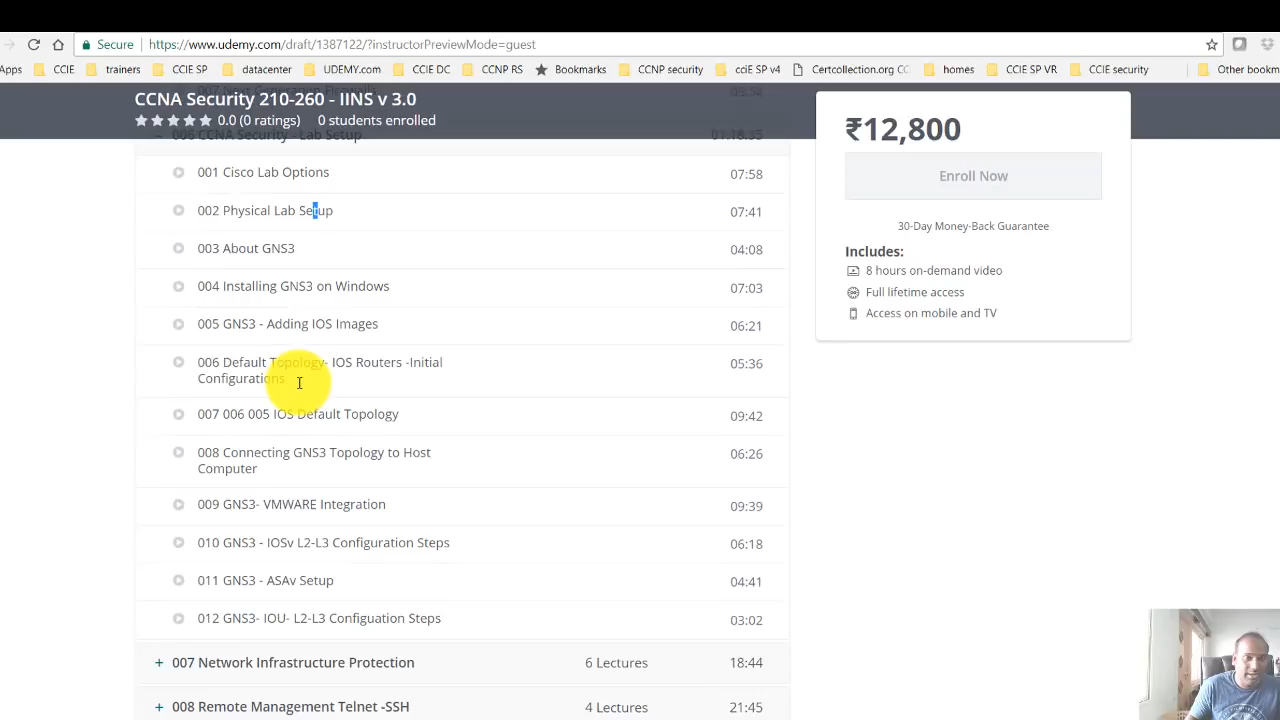 Secure https://www.udemy.com/draft/1387122/?instructorPreviewMode=guest
Apps CCIE trainers CCIE SP datacenter UDEMY.com CCIE DC CCNP RS Bookmarks CCNP security cciE SP v4 Certcollection.org CC homes CCIE SP VR CCIE security Other bookm
CCNA Security 210-260 - IINS v 3.0
0.0 (0 ratings) 0 students enrolled
006 CCNA Security - Lab Setup 01:18:35
001 Cisco Lab Options 07:58
002 Physical Lab Setup 07:41
003 About GNS3 04:08
004 Installing GNS3 on Windows 07:03
005 GNS3 - Adding IOS Images 06:21
006 Default Topology- IOS Routers -Initial
Configurations 05:36
007 006 005 IOS Default Topology 09:42
008 Connecting GNS3 Topology to Host
Computer 06:26
009 GNS3- VMWARE Integration 09:39
010 GNS3 - IOSv L2-L3 Configuration Steps 06:18
011 GNS3 - ASAv Setup 04:41
012 GNS3- IOU- L2-L3 Configuation Steps 03:02
+ 007 Network Infrastructure Protection 6 Lectures 18:44
+ 008 Remote Management Telnet -SSH 4 Lectures 21:45
₹12,800
Enroll Now
30-Day Money-Back Guarantee
Includes:
8 hours on-demand video
Full lifetime access
Access on mobile and TV